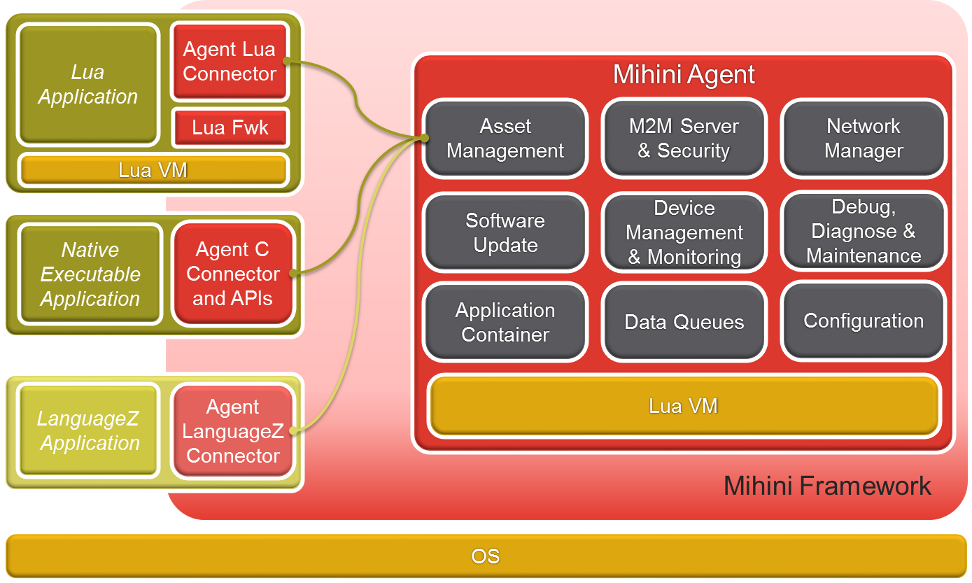 Lua
Application
Agent Lua
Connector
Lua Fwk
Lua VM
Native
Executable
Application
Agent C
Connector
and APIs
LanguageZ
Application
Agent
LanguageZ
Connector
Mihini Agent
Asset
Management
M2M Server
& Security
Network
Manager
Software
Update
Device
Management
& Monitoring
Debug,
Diagnose &
Maintenance
Application
Container
Data Queues
Configuration
Lua VM
Mihini Framework
OS